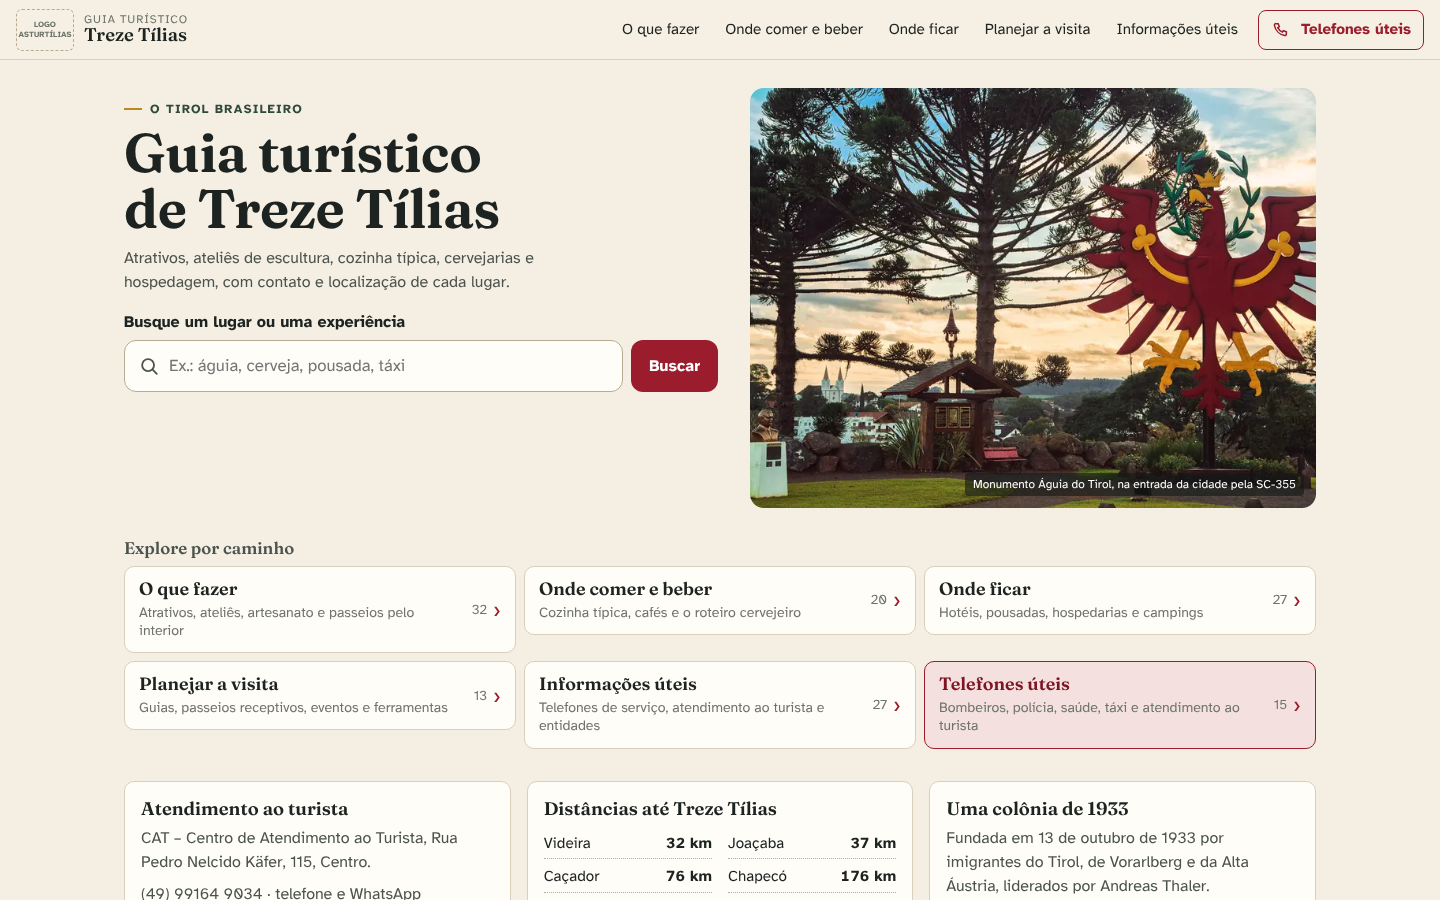 LOGO
ASTURTÍLIAS
GUIA TURÍSTICO
Treze Tílias
O que fazer
Onde comer e beber
Onde ficar
Planejar a visita
Informações úteis
Telefones úteis
O TIROL BRASILEIRO
Guia turístico
de Treze Tílias
Atrativos, ateliês de escultura, cozinha típica, cervejarias e
hospedagem, com contato e localização de cada lugar.
Busque um lugar ou uma experiência
Ex.: águia, cerveja, pousada, táxi
Buscar
Monumento Águia do Tirol, na entrada da cidade pela SC-355
Explore por caminho
O que fazer
Atrativos, ateliês, artesanato e passeios pelo
interior
32
Onde comer e beber
Cozinha típica, cafés e o roteiro cervejeiro
20
Onde ficar
Hotéis, pousadas, hospedarias e campings
27
Planejar a visita
Guias, passeios receptivos, eventos e ferramentas
13
Informações úteis
Telefones de serviço, atendimento ao turista e
entidades
27
Telefones úteis
Bombeiros, polícia, saúde, táxi e atendimento ao
turista
15
Atendimento ao turista
CAT – Centro de Atendimento ao Turista, Rua
Pedro Nelcido Käfer, 115, Centro.
(49) 99164 9034 · telefone e WhatsApp
Distâncias até Treze Tílias
Videira 32 km
Joaçaba 37 km
Caçador 76 km
Chapecó 176 km
Uma colônia de 1933
Fundada em 13 de outubro de 1933 por
imigrantes do Tirol, de Vorarlberg e da Alta
Áustria, liderados por Andreas Thaler.